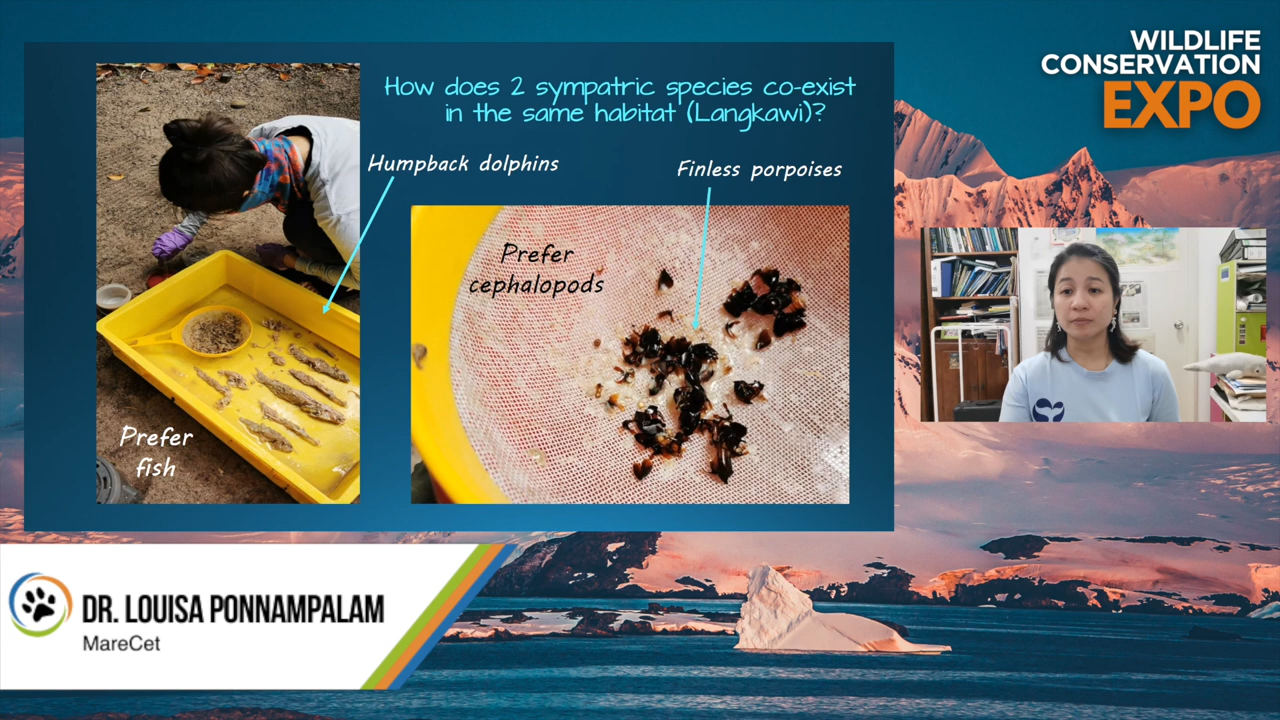 WILDLIFE
CONSERVATION
EXPO
How does 2 sympatric species co-exist
in the same habitat (Langkawi)?
Humpback dolphins
Finless porpoises
Prefer
cephalopods
Prefer
fish
DR. LOUISA PONNAMPALAM
MareCet